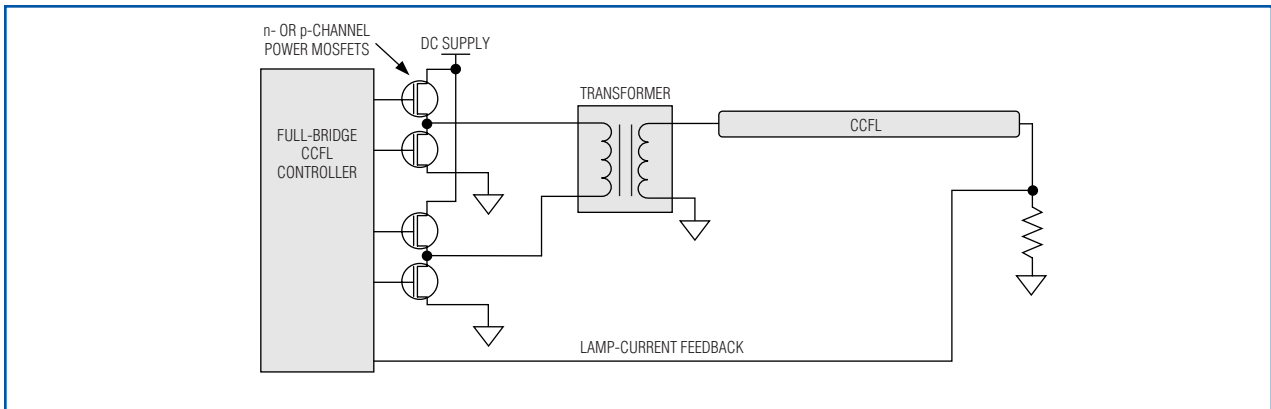 n- OR p-CHANNEL
POWER MOSFETS
DC SUPPLY
FULL-BRIDGE
CCFL
CONTROLLER
TRANSFORMER
CCFL
LAMP-CURRENT FEEDBACK